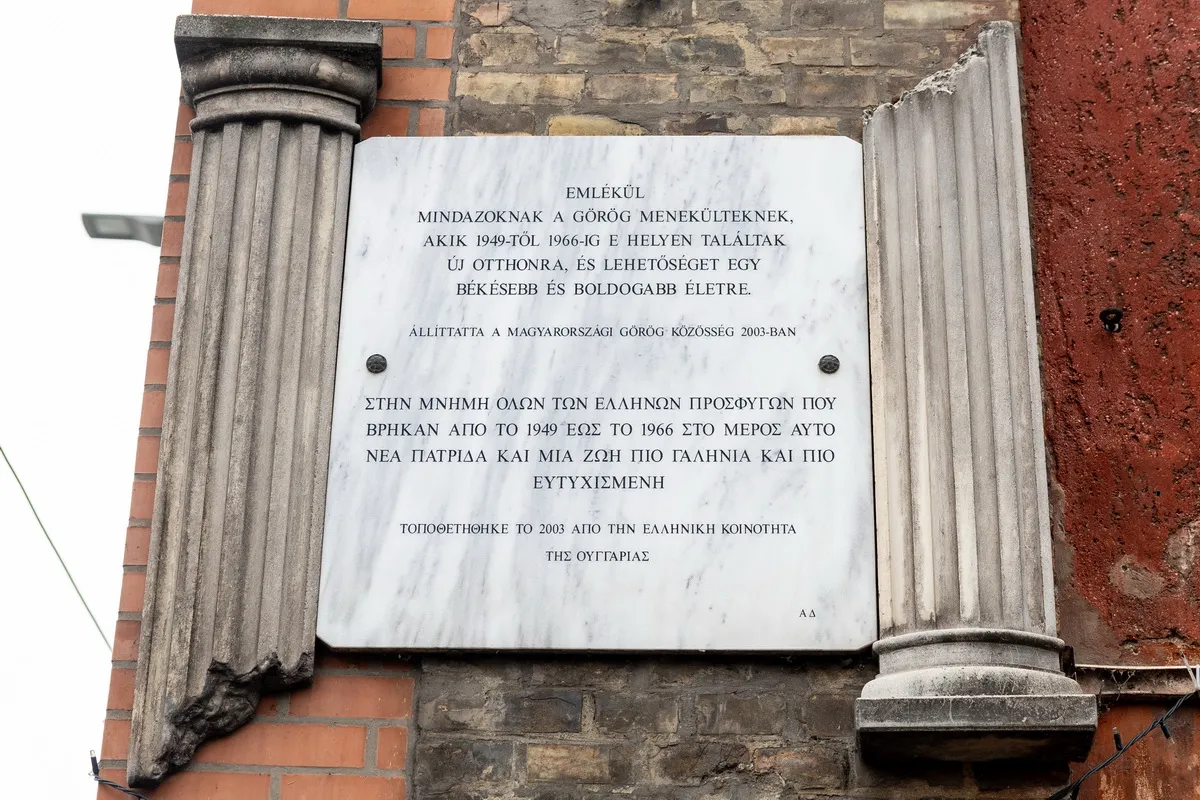 EMLÉKÜL
MINDAZOKNAK A GÖRÖG MENEKÜLTEKNEK,
AKIK 1949-TŐL 1966-IG E HELYEN TALÁLTAK
ÚJ OTTHONRA, ÉS LEHETŐSÉGET EGY
BÉKÉSEBB ÉS BOLDOGABB ÉLETRE.
ÁLLÍTTATTA A MAGYARORSZÁGI GÖRÖG KÖZÖSSÉG 2003-BAN
ΣΤΗΝ ΜΝΗΜΗ ΟΛΩΝ ΤΩΝ ΕΛΛΗΝΩΝ ΠΡΟΣΦΥΓΩΝ ΠΟΥ
ΒΡΗΚΑΝ ΑΠΟ ΤΟ 1949 ΕΩΣ ΤΟ 1966 ΣΤΟ ΜΕΡΟΣ ΑΥΤΟ
ΝΕΑ ΠΑΤΡΙΔΑ ΚΑΙ ΜΙΑ ΖΩΗ ΠΙΟ ΓΑΛΗΝΙΑ ΚΑΙ ΠΙΟ
ΕΥΤΥΧΙΣΜΕΝΗ
ΤΟΠΟΘΕΤΗΘΗΚΕ ΤΟ 2003 ΑΠΟ ΤΗΝ ΕΛΛΗΝΙΚΗ ΚΟΙΝΟΤΗΤΑ
ΤΗΣ ΟΥΓΓΑΡΙΑΣ
ΑΔ